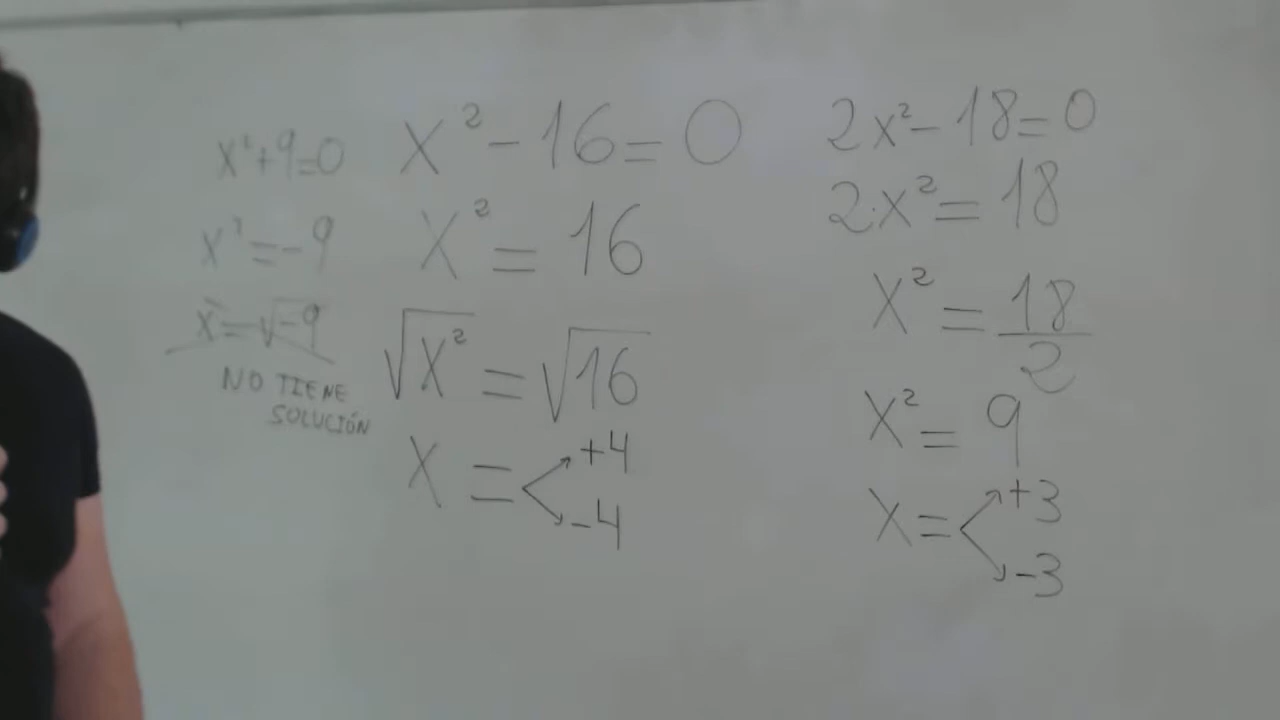 x²+9=0
x²=-9
x=√-9
NO TIENE
SOLUCIÓN
x²-16=0
x²=16
√x²=√16
x=
+4
-4
2x²-18=0
2·x²=18
x²=18/2
x²=9
x=
+3
-3